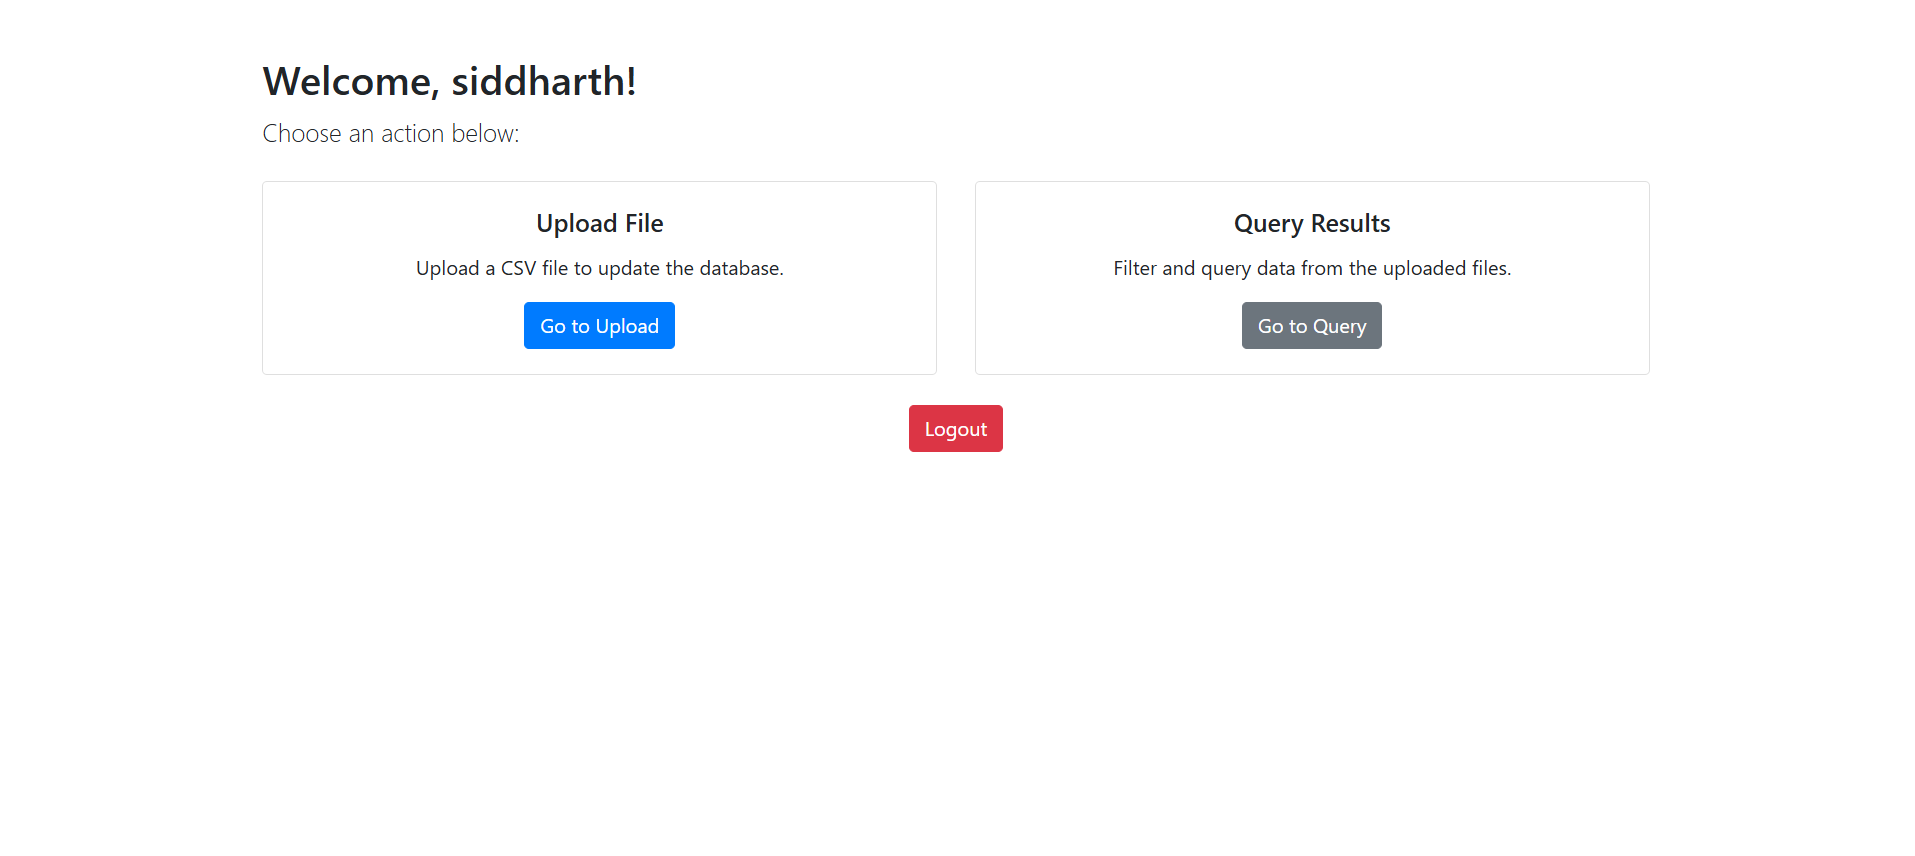 Welcome, siddharth!
Choose an action below:
Upload File
Upload a CSV file to update the database.
Go to Upload
Query Results
Filter and query data from the uploaded files.
Go to Query
Logout